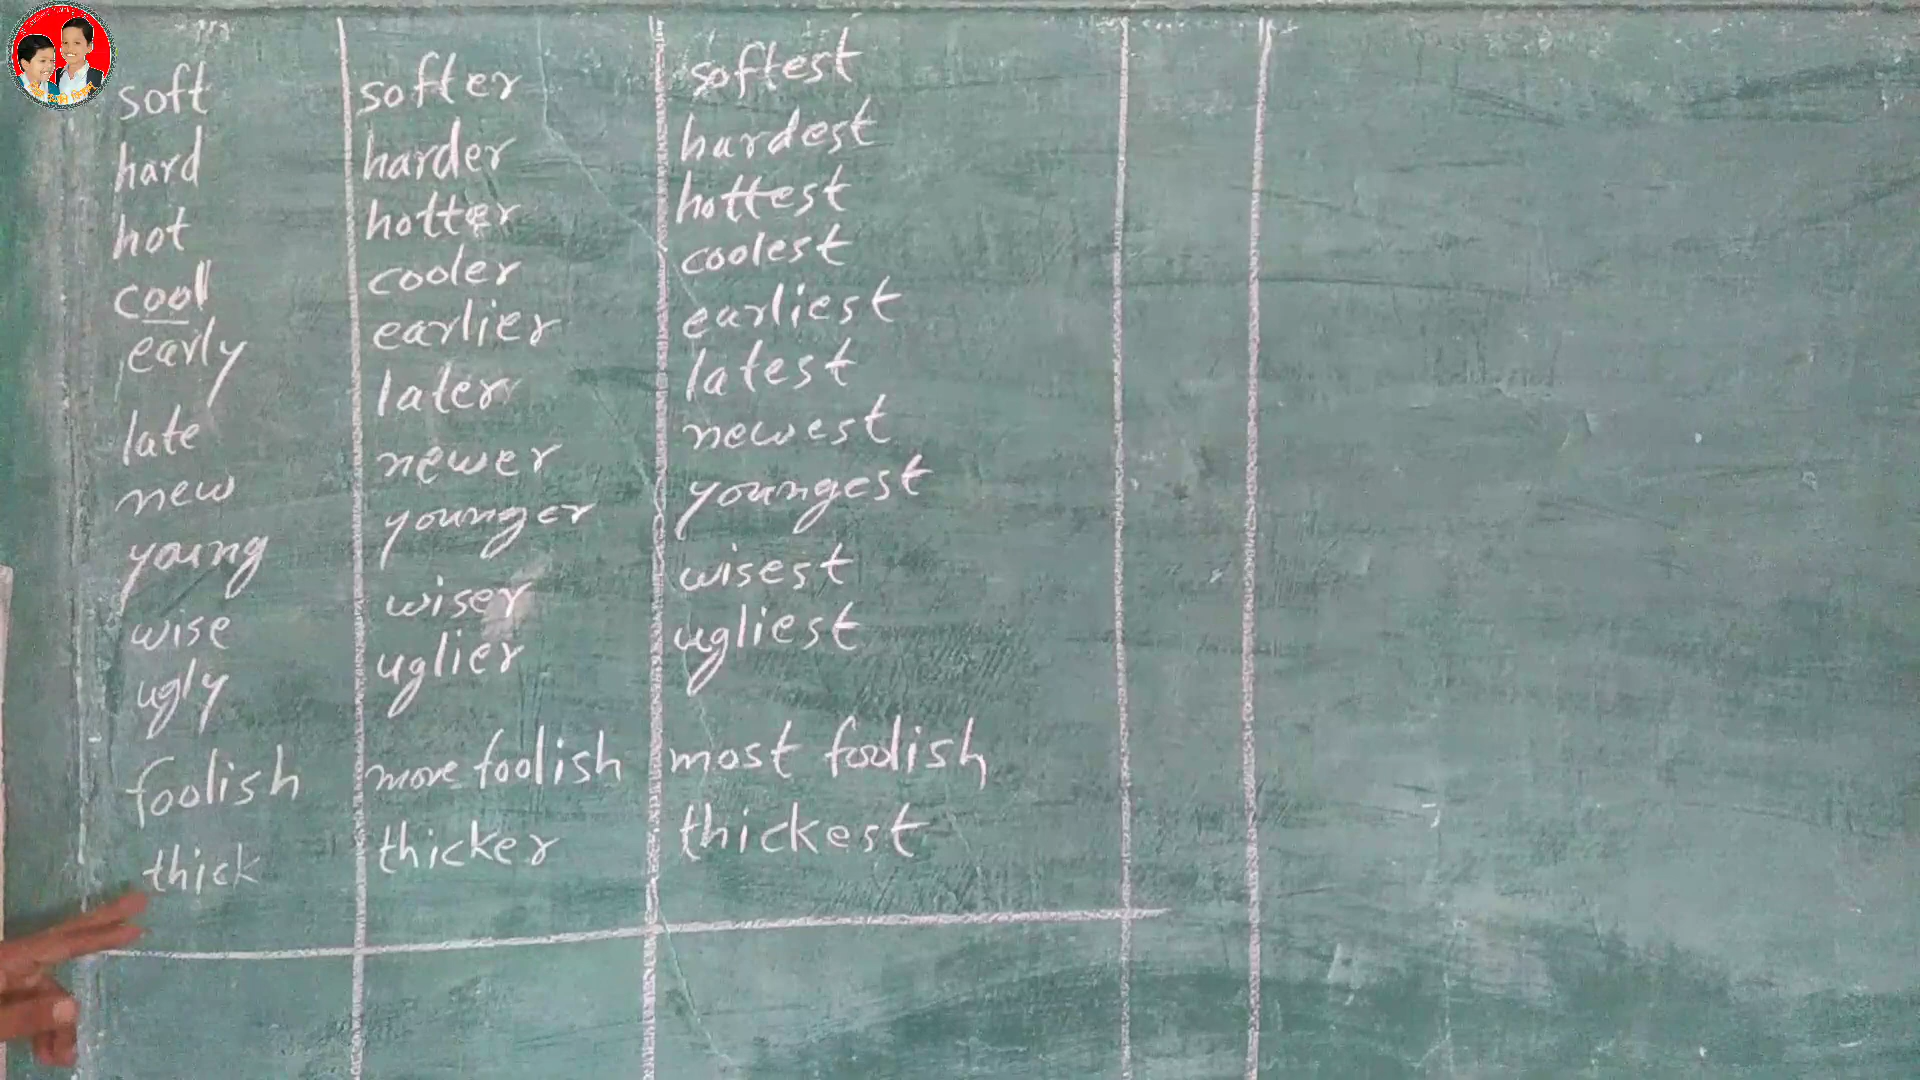 soft softer softest
hard harder hardest
hot hotter hottest
cool cooler coolest
early earlier earliest
late later latest
new newer newest
young younger youngest
wise wiser wisest
ugly uglier ugliest
foolish more foolish most foolish
thick thicker thickest